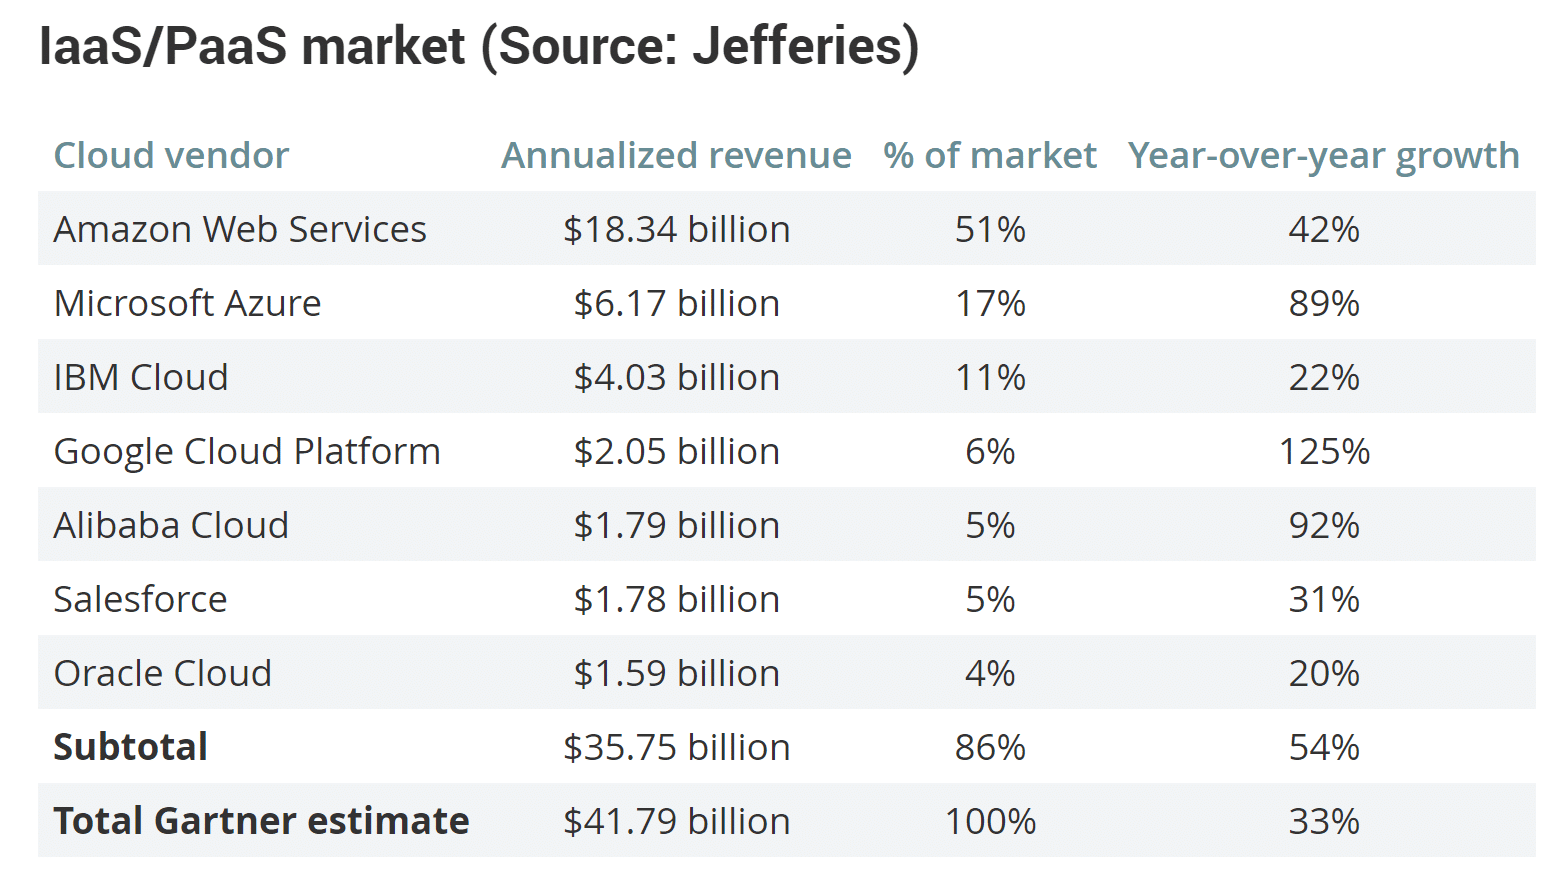 IaaS/PaaS market (Source: Jefferies)
Cloud vendor Annualized revenue % of market Year-over-year growth
Amazon Web Services $18.34 billion 51% 42%
Microsoft Azure $6.17 billion 17% 89%
IBM Cloud $4.03 billion 11% 22%
Google Cloud Platform $2.05 billion 6% 125%
Alibaba Cloud $1.79 billion 5% 92%
Salesforce $1.78 billion 5% 31%
Oracle Cloud $1.59 billion 4% 20%
Subtotal $35.75 billion 86% 54%
Total Gartner estimate $41.79 billion 100% 33%